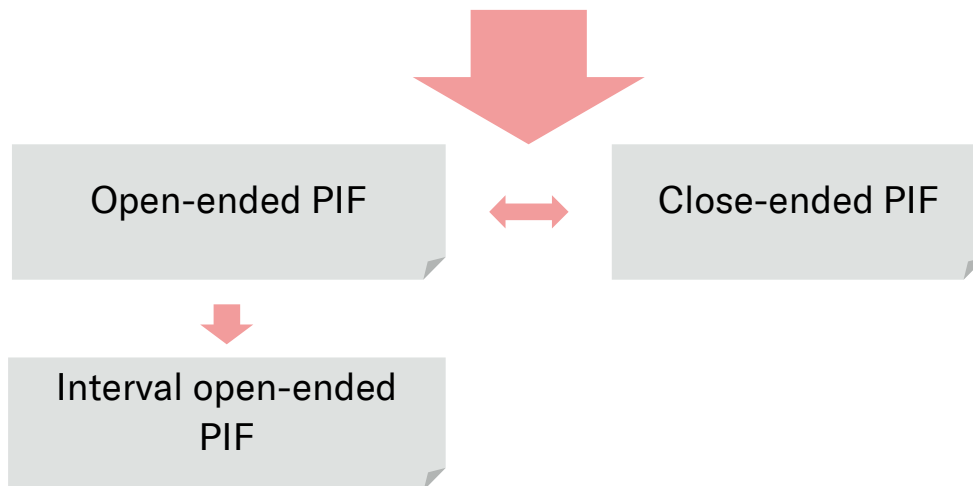 Open-ended PIF
Close-ended PIF
Interval open-ended
PIF